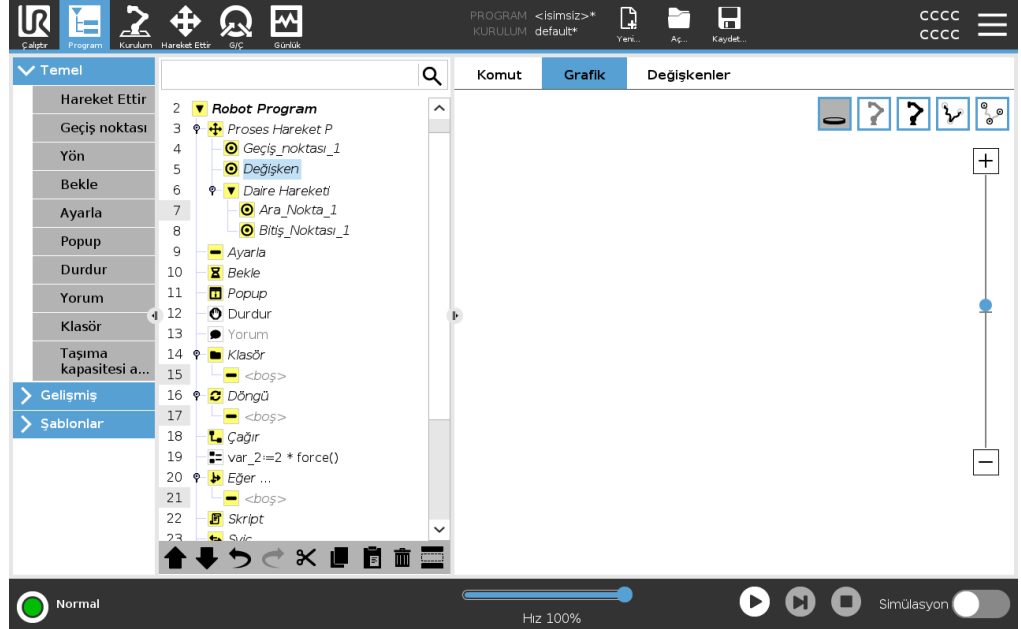 PROGRAM <isimsiz>*
KURULUM default*
CCCC
CCCC
Çalıştır
Program
Kurulum
Hareket Ettir
G/Ç
Günlük
Yeni...
Aç...
Kaydet...
Temel
Hareket Ettir
Geçiş noktası
Yön
Bekle
Ayarla
Popup
Durdur
Yorum
Klasör
Taşıma
kapasitesi a...
Gelişmiş
Şablonlar
2 Robot Program
3 Proses Hareket P
4 Geçiş_noktası_1
5 Değişken
6 Daire Hareketi
7 Ara_Nokta_1
8 Bitiş_Noktası_1
9 Ayarla
10 Bekle
11 Popup
12 Durdur
13 Yorum
14 Klasör
15 <boş>
16 Döngü
17 <boş>
18 Çağır
19 var_2:=2 * force()
20 Eğer ...
21 <boş>
22 Skript
23 Sviç
Komut
Grafik
Değişkenler
Normal
Hız 100%
Simülasyon